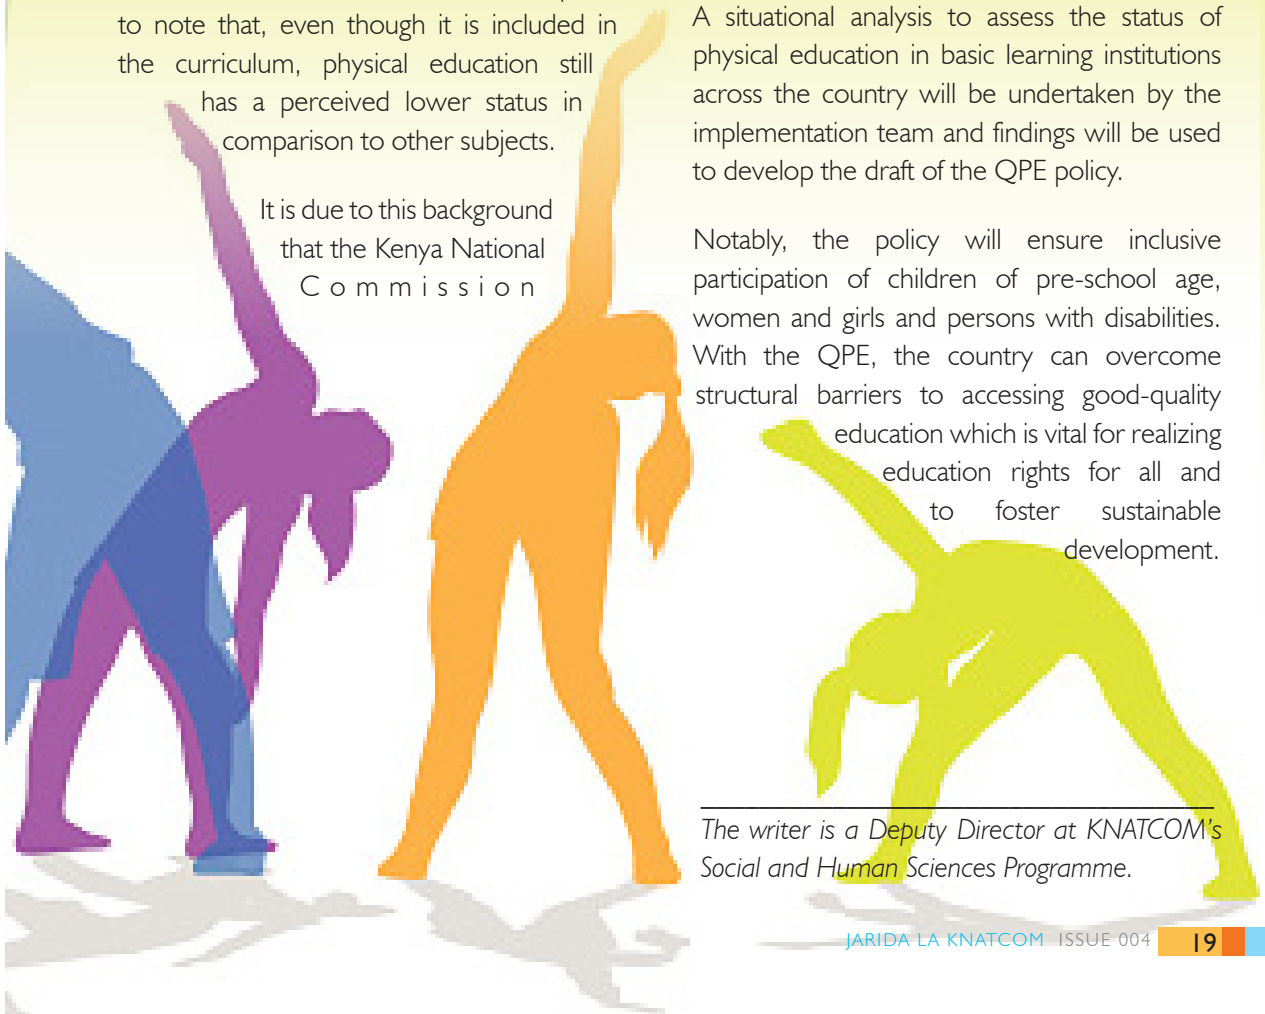 to note that, even though it is included in
the curriculum, physical education still
has a perceived lower status in
comparison to other subjects.
It is due to this background
that the Kenya National
Commission
A situational analysis to assess the status of
physical education in basic learning institutions
across the country will be undertaken by the
implementation team and findings will be used
to develop the draft of the QPE policy.
Notably, the policy will ensure inclusive
participation of children of pre-school age,
women and girls and persons with disabilities.
With the QPE, the country can overcome
structural barriers to accessing good-quality
education which is vital for realizing
education rights for all and
to foster sustainable
development.
The writer is a Deputy Director at KNATCOM's
Social and Human Sciences Programme.
JARIDA LA KNATCOM ISSUE 004 19